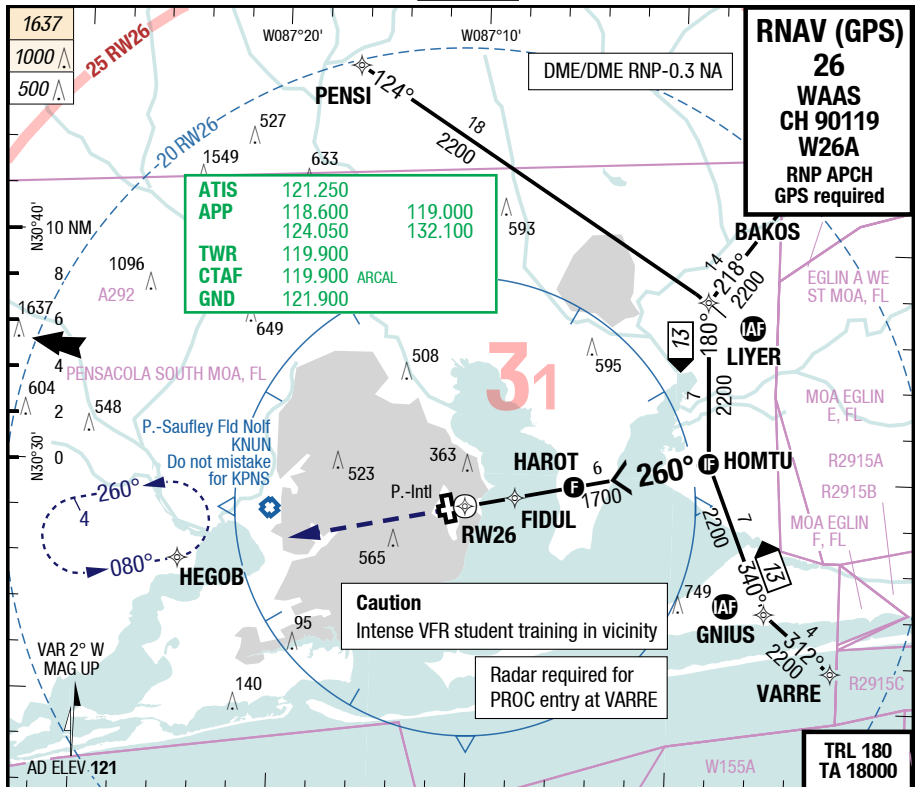 1637
1000
500
25 RW26
W087°20'
W087°10'
DME/DME RNP-0.3 NA
RNAV (GPS)
26
WAAS
CH 90119
W26A
RNP APCH
GPS required
PENSI
124°
18
2200
20 RW26
527
1549
633
593
ATIS 121.250
APP 118.600 119.000
124.050 132.100
TWR 119.900
CTAF 119.900 ARCAL
GND 121.900
N30°40'
10 NM
8
6
4
2
0
N30°30'
1096
A292
1637
649
BAKOS
14
218°
2200
EGLIN A WE
ST MOA, FL
IAF
LIYER
180°
13
7
2200
31
508
595
PENSACOLA SOUTH MOA, FL
604
548
MOA EGLIN
E, FL
P.-Saufley Fld Nolf
KNUN
Do not mistake
for KPNS
523
363
HAROT
6
260°
IF
HOMTU
R2915A
R2915B
F
1700
P.-Intl
RW26
FIDUL
260°
4
080°
HEGOB
565
2200
7
MOA EGLIN
F, FL
13
340°
749
IAF
GNIUS
4
312°
2200
VARRE
R2915C
Caution
Intense VFR student training in vicinity
Radar required for
PROC entry at VARRE
95
140
VAR 2° W
MAG UP
AD ELEV 121
W155A
TRL 180
TA 18000